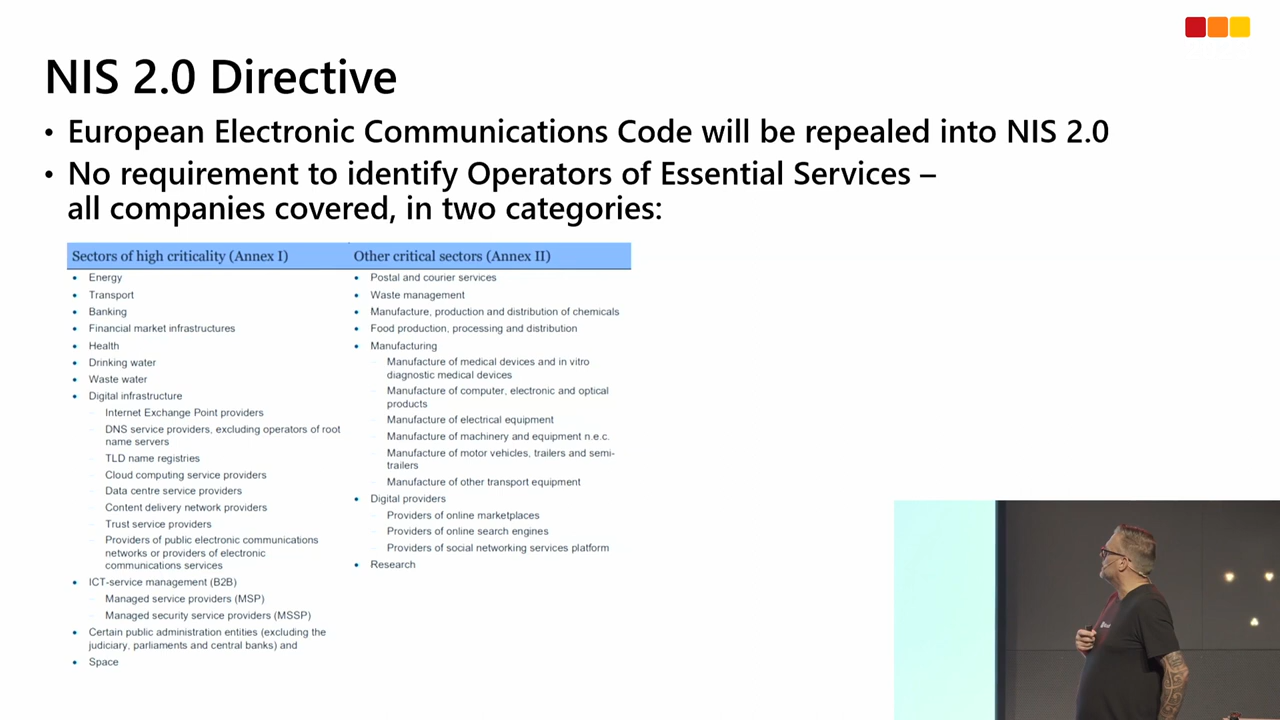 NIS 2.0 Directive
• European Electronic Communications Code will be repealed into NIS 2.0
• No requirement to identify Operators of Essential Services –
all companies covered, in two categories:
Sectors of high criticality (Annex I)
• Energy
• Transport
• Banking
• Financial market infrastructures
• Health
• Drinking water
• Waste water
• Digital infrastructure
Internet Exchange Point providers
DNS service providers, excluding operators of root
name servers
TLD name registries
Cloud computing service providers
Data centre service providers
Content delivery network providers
Trust service providers
Providers of public electronic communications
networks or providers of electronic
communications services
• ICT-service management (B2B)
Managed service providers (MSP)
Managed security service providers (MSSP)
• Certain public administration entities (excluding the
judiciary, parliaments and central banks) and
• Space
Other critical sectors (Annex II)
• Postal and courier services
• Waste management
• Manufacture, production and distribution of chemicals
• Food production, processing and distribution
• Manufacturing
Manufacture of medical devices and in vitro
diagnostic medical devices
Manufacture of computer, electronic and optical
products
Manufacture of electrical equipment
Manufacture of machinery and equipment n.e.c.
Manufacture of motor vehicles, trailers and semi-
trailers
Manufacture of other transport equipment
• Digital providers
Providers of online marketplaces
Providers of online search engines
Providers of social networking services platform
• Research